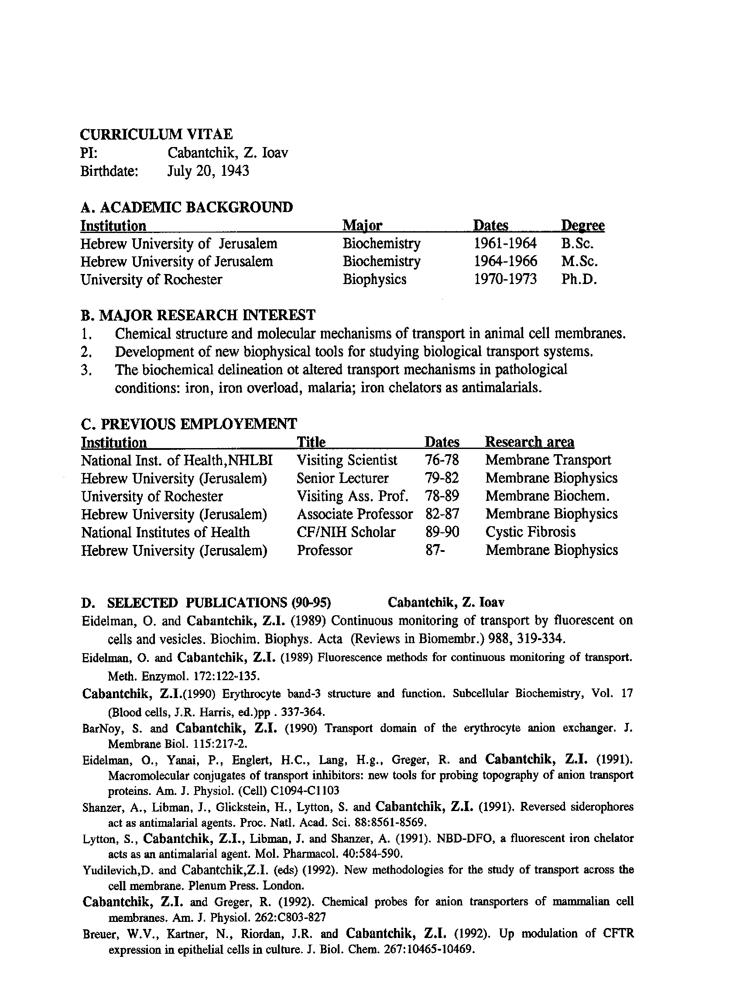 CURRICULUM VITAE
PI: Cabantchik, Z. Ioav
Birthdate: July 20, 1943
A. ACADEMIC BACKGROUND
Institution Major Dates Degree
Hebrew University of Jerusalem Biochemistry 1961-1964 B.Sc.
Hebrew University of Jerusalem Biochemistry 1964-1966 M.Sc.
University of Rochester Biophysics 1970-1973 Ph.D.
B. MAJOR RESEARCH INTEREST
1. Chemical structure and molecular mechanisms of transport in animal cell membranes.
2. Development of new biophysical tools for studying biological transport systems.
3. The biochemical delineation ot altered transport mechanisms in pathological
conditions: iron, iron overload, malaria; iron chelators as antimalarials.
C. PREVIOUS EMPLOYEMENT
Institution Title Dates Research area
National Inst. of Health,NHLBI Visiting Scientist 76-78 Membrane Transport
Hebrew University (Jerusalem) Senior Lecturer 79-82 Membrane Biophysics
University of Rochester Visiting Ass. Prof. 78-89 Membrane Biochem.
Hebrew University (Jerusalem) Associate Professor 82-87 Membrane Biophysics
National Institutes of Health CF/NIH Scholar 89-90 Cystic Fibrosis
Hebrew University (Jerusalem) Professor 87- Membrane Biophysics
D. SELECTED PUBLICATIONS (90-95) Cabantchik, Z. Ioav
Eidelman, O. and Cabantchik, Z.I. (1989) Continuous monitoring of transport by fluorescent on
cells and vesicles. Biochim. Biophys. Acta (Reviews in Biomembr.) 988, 319-334.
Eidelman, O. and Cabantchik, Z.I. (1989) Fluorescence methods for continuous monitoring of transport.
Meth. Enzymol. 172:122-135.
Cabantchik, Z.I.(1990) Erythrocyte band-3 structure and function. Subcellular Biochemistry, Vol. 17
(Blood cells, J.R. Harris, ed.)pp . 337-364.
BarNoy, S. and Cabantchik, Z.I. (1990) Transport domain of the erythrocyte anion exchanger. J.
Membrane Biol. 115:217-2.
Eidelman, O., Yanai, P., Englert, H.C., Lang, H.g., Greger, R. and Cabantchik, Z.I. (1991).
Macromolecular conjugates of transport inhibitors: new tools for probing topography of anion transport
proteins. Am. J. Physiol. (Cell) C1094-C1103
Shanzer, A., Libman, J., Glickstein, H., Lytton, S. and Cabantchik, Z.I. (1991). Reversed siderophores
act as antimalarial agents. Proc. Natl. Acad. Sci. 88:8561-8569.
Lytton, S., Cabantchik, Z.I., Libman, J. and Shanzer, A. (1991). NBD-DFO, a fluorescent iron chelator
acts as an antimalarial agent. Mol. Pharmacol. 40:584-590.
Yudilevich,D. and Cabantchik,Z.I. (eds) (1992). New methodologies for the study of transport across the
cell membrane. Plenum Press. London.
Cabantchik, Z.I. and Greger, R. (1992). Chemical probes for anion transporters of mammalian cell
membranes. Am. J. Physiol. 262:C803-827
Breuer, W.V., Kartner, N., Riordan, J.R. and Cabantchik, Z.I. (1992). Up modulation of CFTR
expression in epithelial cells in culture. J. Biol. Chem. 267:10465-10469.